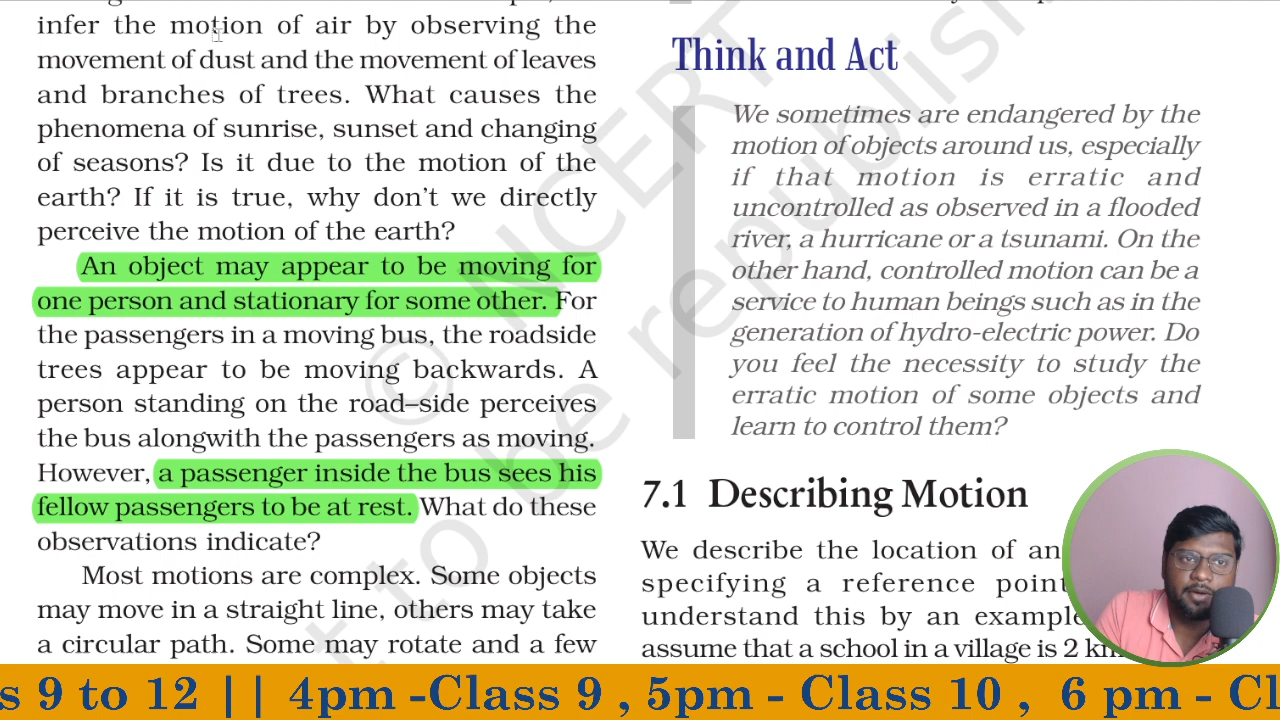 infer the motion of air by observing the
movement of dust and the movement of leaves
and branches of trees. What causes the
phenomena of sunrise, sunset and changing
of seasons? Is it due to the motion of the
earth? If it is true, why don't we directly
perceive the motion of the earth?
An object may appear to be moving for
one person and stationary for some other. For
the passengers in a moving bus, the roadside
trees appear to be moving backwards. A
person standing on the road–side perceives
the bus alongwith the passengers as moving.
However, a passenger inside the bus sees his
fellow passengers to be at rest. What do these
observations indicate?
Most motions are complex. Some objects
may move in a straight line, others may take
a circular path. Some may rotate and a few
Think and Act
We sometimes are endangered by the
motion of objects around us, especially
if that motion is erratic and
uncontrolled as observed in a flooded
river, a hurricane or a tsunami. On the
other hand, controlled motion can be a
service to human beings such as in the
generation of hydro-electric power. Do
you feel the necessity to study the
erratic motion of some objects and
learn to control them?
7.1 Describing Motion
We describe the location of an
specifying a reference point
understand this by an example
assume that a school in a village is 2 km
© NCERT
not to be republish
s 9 to 12 || 4pm -Class 9 , 5pm - Class 10 , 6 pm - Cl